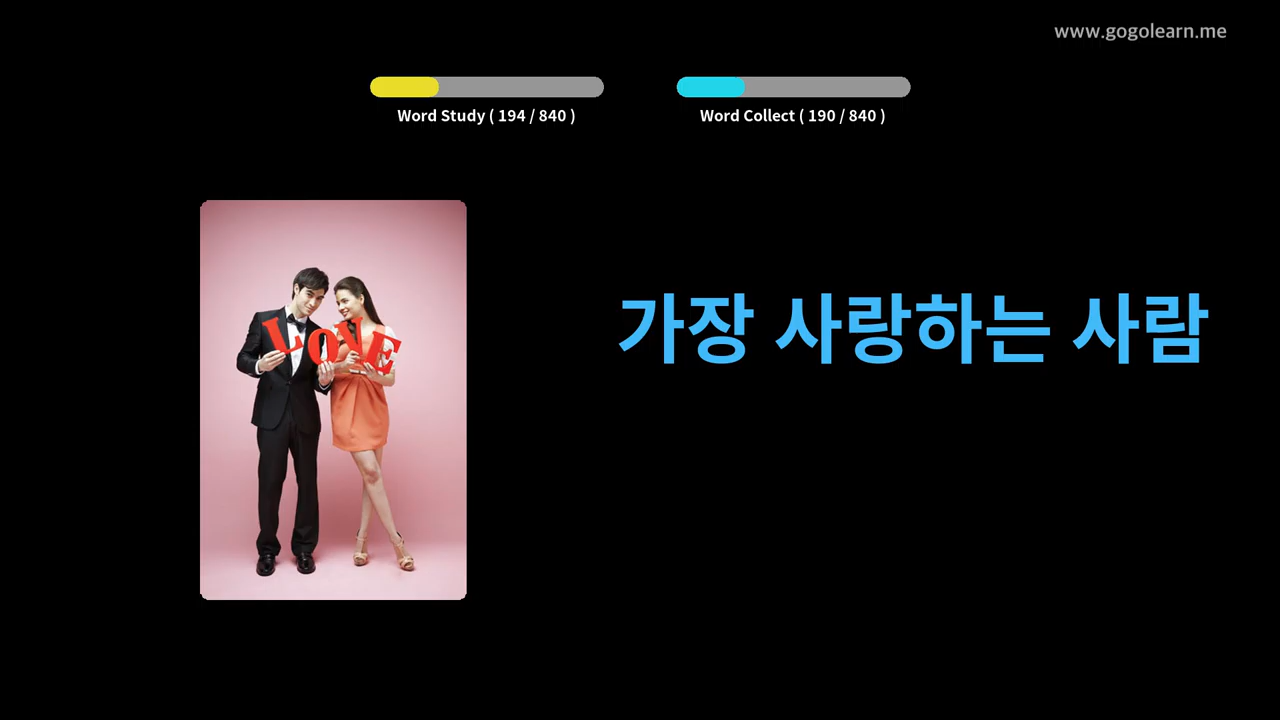 www.gogolearn.me
Word Study ( 194 / 840 )
Word Collect ( 190 / 840 )
LOVE
가장 사랑하는 사람